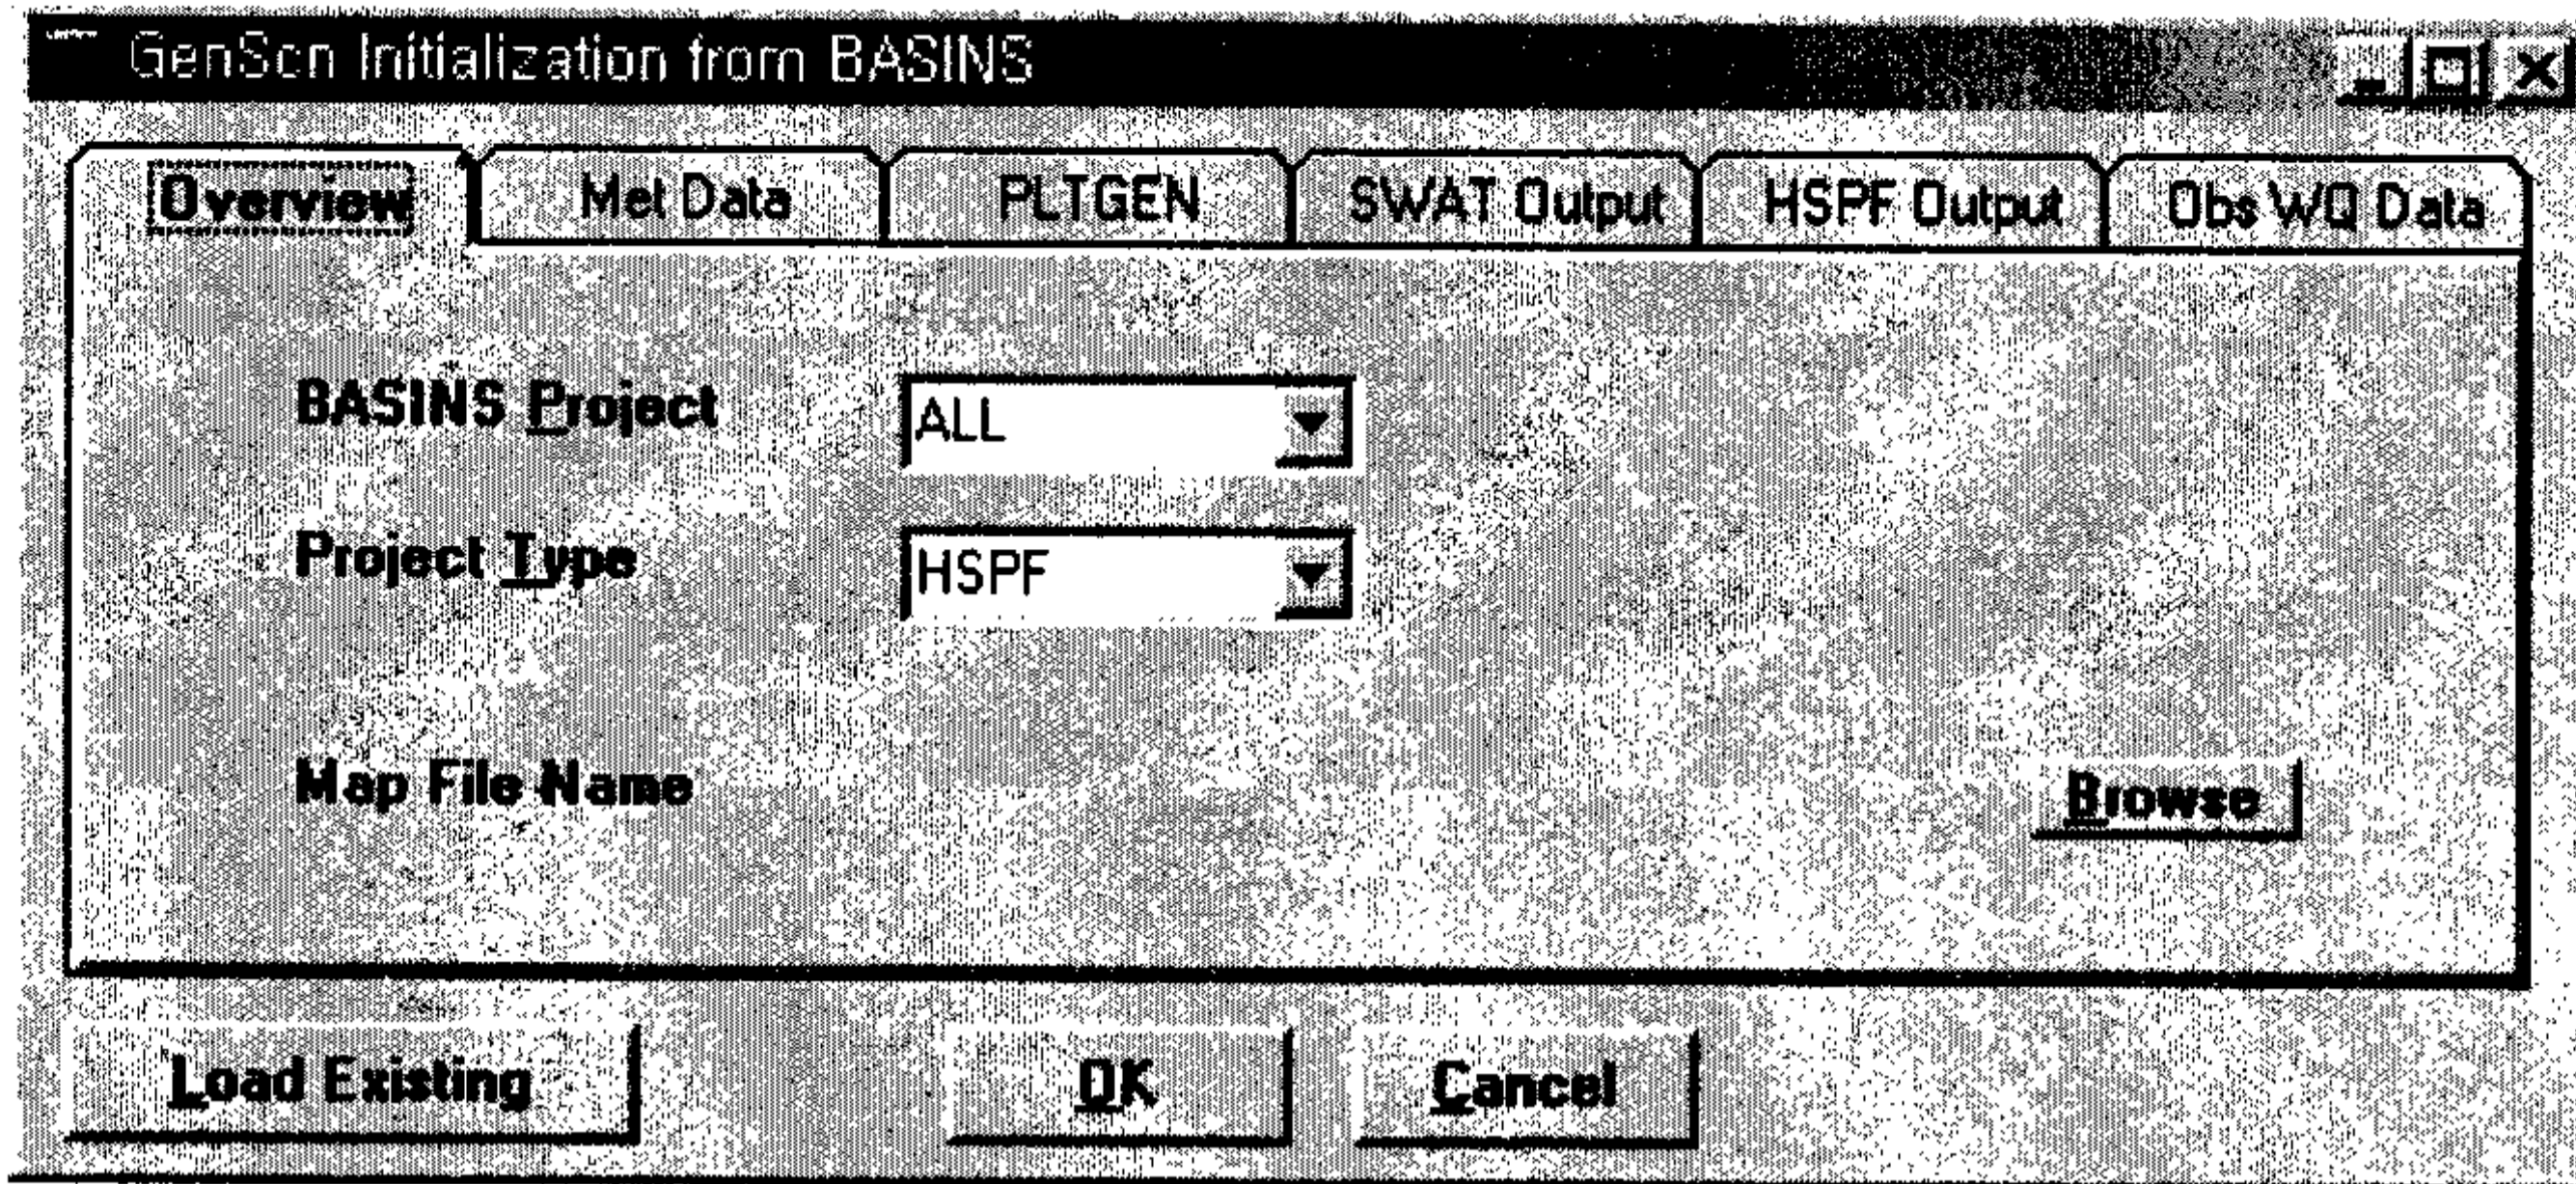 GenScn Initialization from BASINS
Overview Met Data PLTGEN SWAT Output HSPF Output Obs WQ Data
BASINS Project ALL
Project Type HSPF
Map File Name Browse
Load Existing OK Cancel